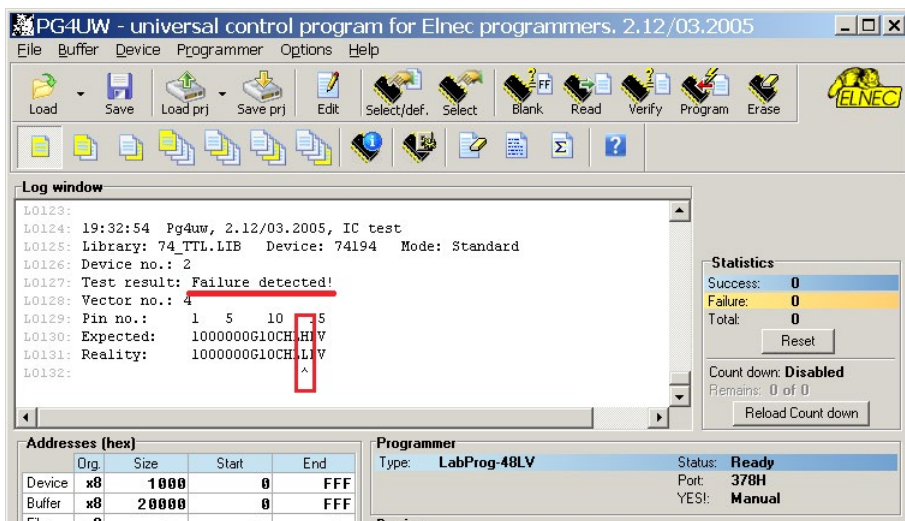 PG4UW - universal control program for Elnec programmers. 2.12/03.2005
File Buffer Device Programmer Options Help
Load Save Load prj Save prj Edit Select/def. Select Blank Read Verify Program Erase
ELNEC
Log window
L0123:
L0124: 19:32:54 Pg4uw, 2.12/03.2005, IC test
L0125: Library: 74_TTL.LIB Device: 74194 Mode: Standard
L0126: Device no.: 2
L0127: Test result: Failure detected!
L0128: Vector no.: 4
L0129: Pin no.: 1 5 10 15
L0130: Expected:
L0131: Reality:
L0132: ^
Statistics
Success: 0
Failure: 0
Total: 0
Reset
Count down: Disabled
Remains: 0 of 0
Reload Count down
Addresses (hex)
Org. Size Start End
Device x8 1000 0 FFF
Buffer x8 20000 0 FFF
Programmer
Type: LabProg-48LV
Status: Ready
Port: 378H
YES!: Manual